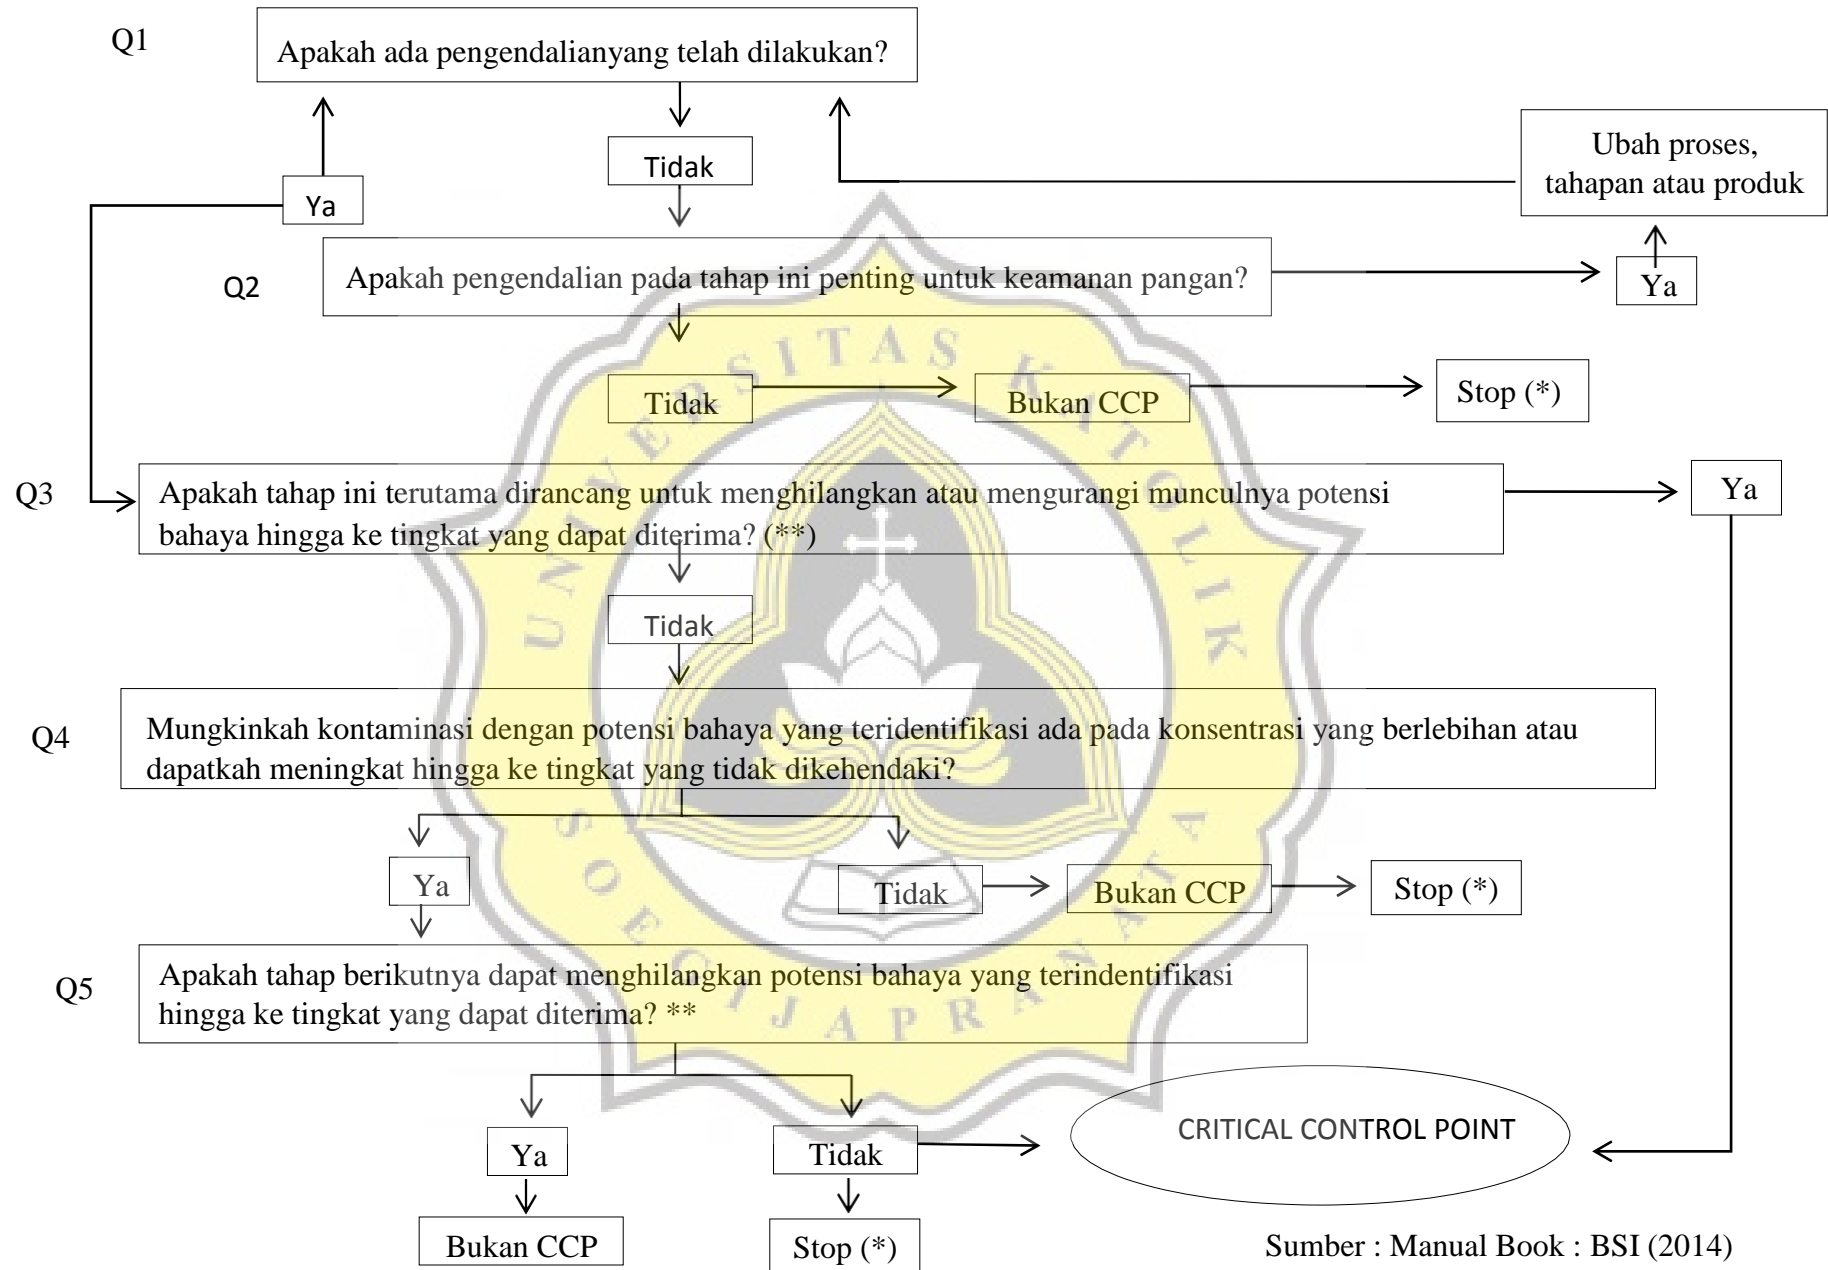 Q1
Apakah ada pengendalianyang telah dilakukan?
Ya
Tidak
Ubah proses,
tahapan atau produk
Q2
Apakah pengendalian pada tahap ini penting untuk keamanan pangan?
Ya
Tidak
Bukan CCP
Stop (*)
Q3
Apakah tahap ini terutama dirancang untuk menghilangkan atau mengurangi munculnya potensi
bahaya hingga ke tingkat yang dapat diterima? (**)
Ya
Tidak
Q4
Mungkinkah kontaminasi dengan potensi bahaya yang teridentifikasi ada pada konsentrasi yang berlebihan atau
dapatkah meningkat hingga ke tingkat yang tidak dikehendaki?
Ya
Tidak
Bukan CCP
Stop (*)
Q5
Apakah tahap berikutnya dapat menghilangkan potensi bahaya yang terindentifikasi
hingga ke tingkat yang dapat diterima? **
Ya
Tidak
CRITICAL CONTROL POINT
Bukan CCP
Stop (*)
Sumber : Manual Book : BSI (2014)
UNIVERSITAS KATOLIK
SOEGIJAPRANATA